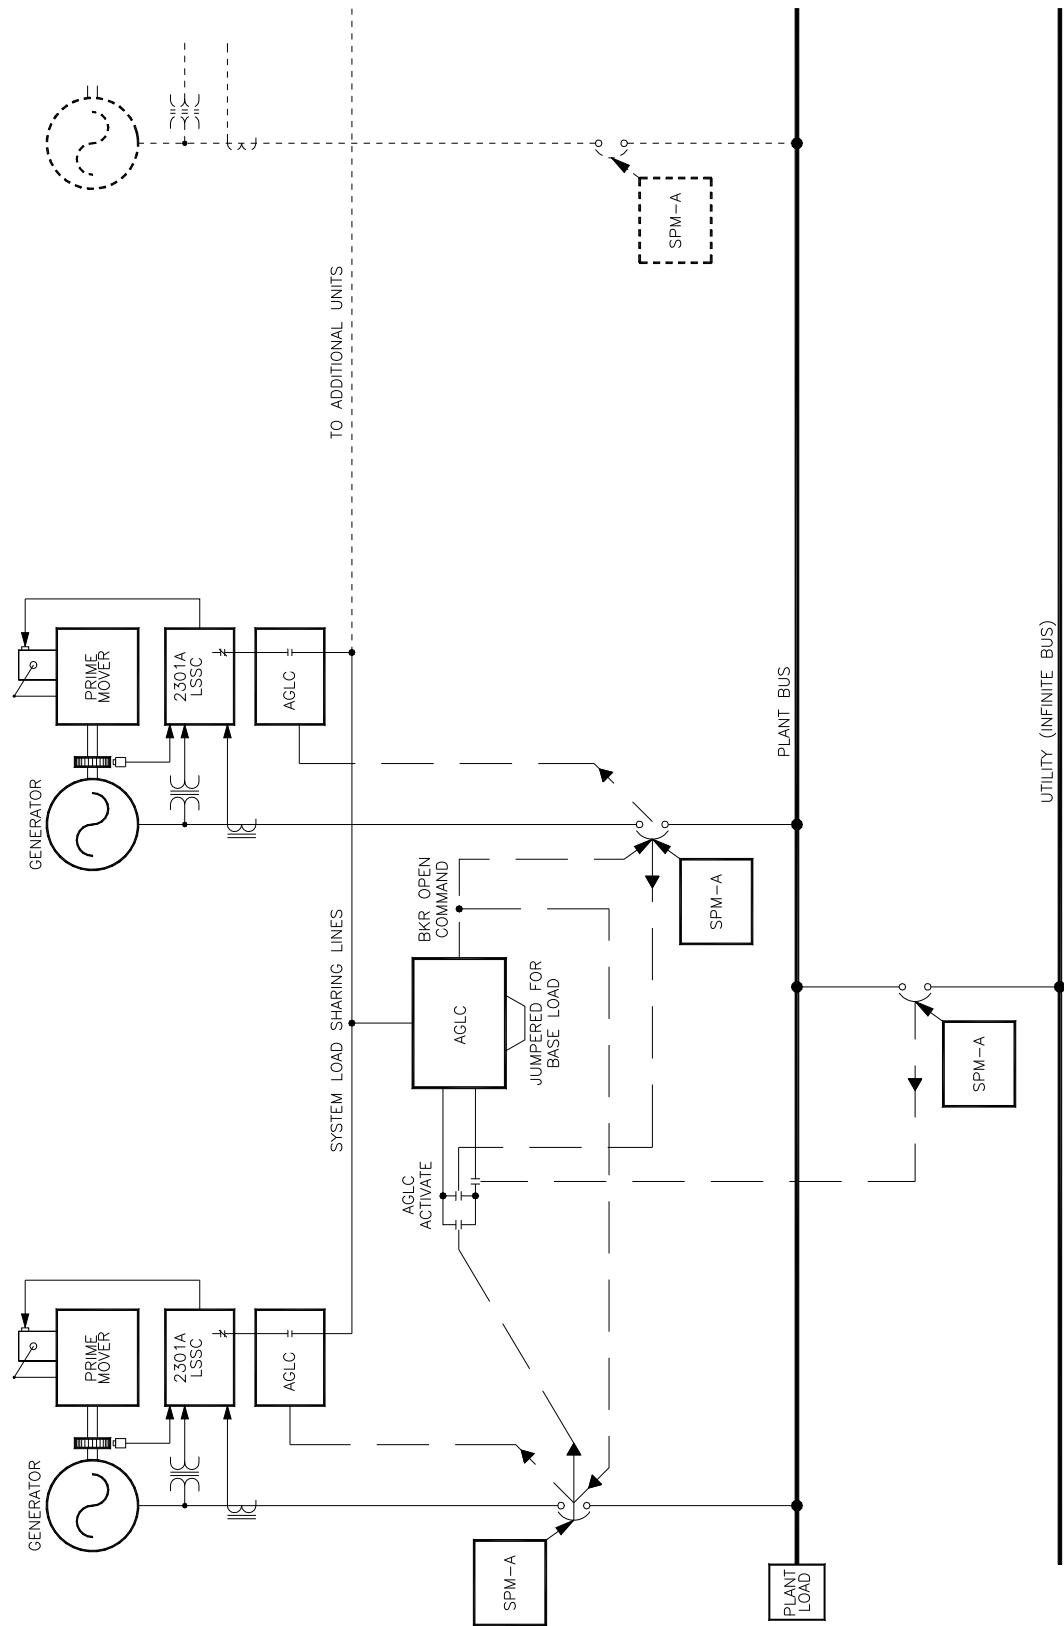 GENERATOR
PRIME
MOVER
2301A
LSSC
AGLC
SPM-A
PLANT
LOAD
SYSTEM LOAD SHARING LINES
AGLC
ACTIVATE
AGLC
JUMPERED FOR
BASE LOAD
BKR OPEN
COMMAND
GENERATOR
PRIME
MOVER
2301A
LSSC
AGLC
SPM-A
SPM-A
PLANT BUS
UTILITY (INFINITE BUS)
TO ADDITIONAL UNITS
SPM-A